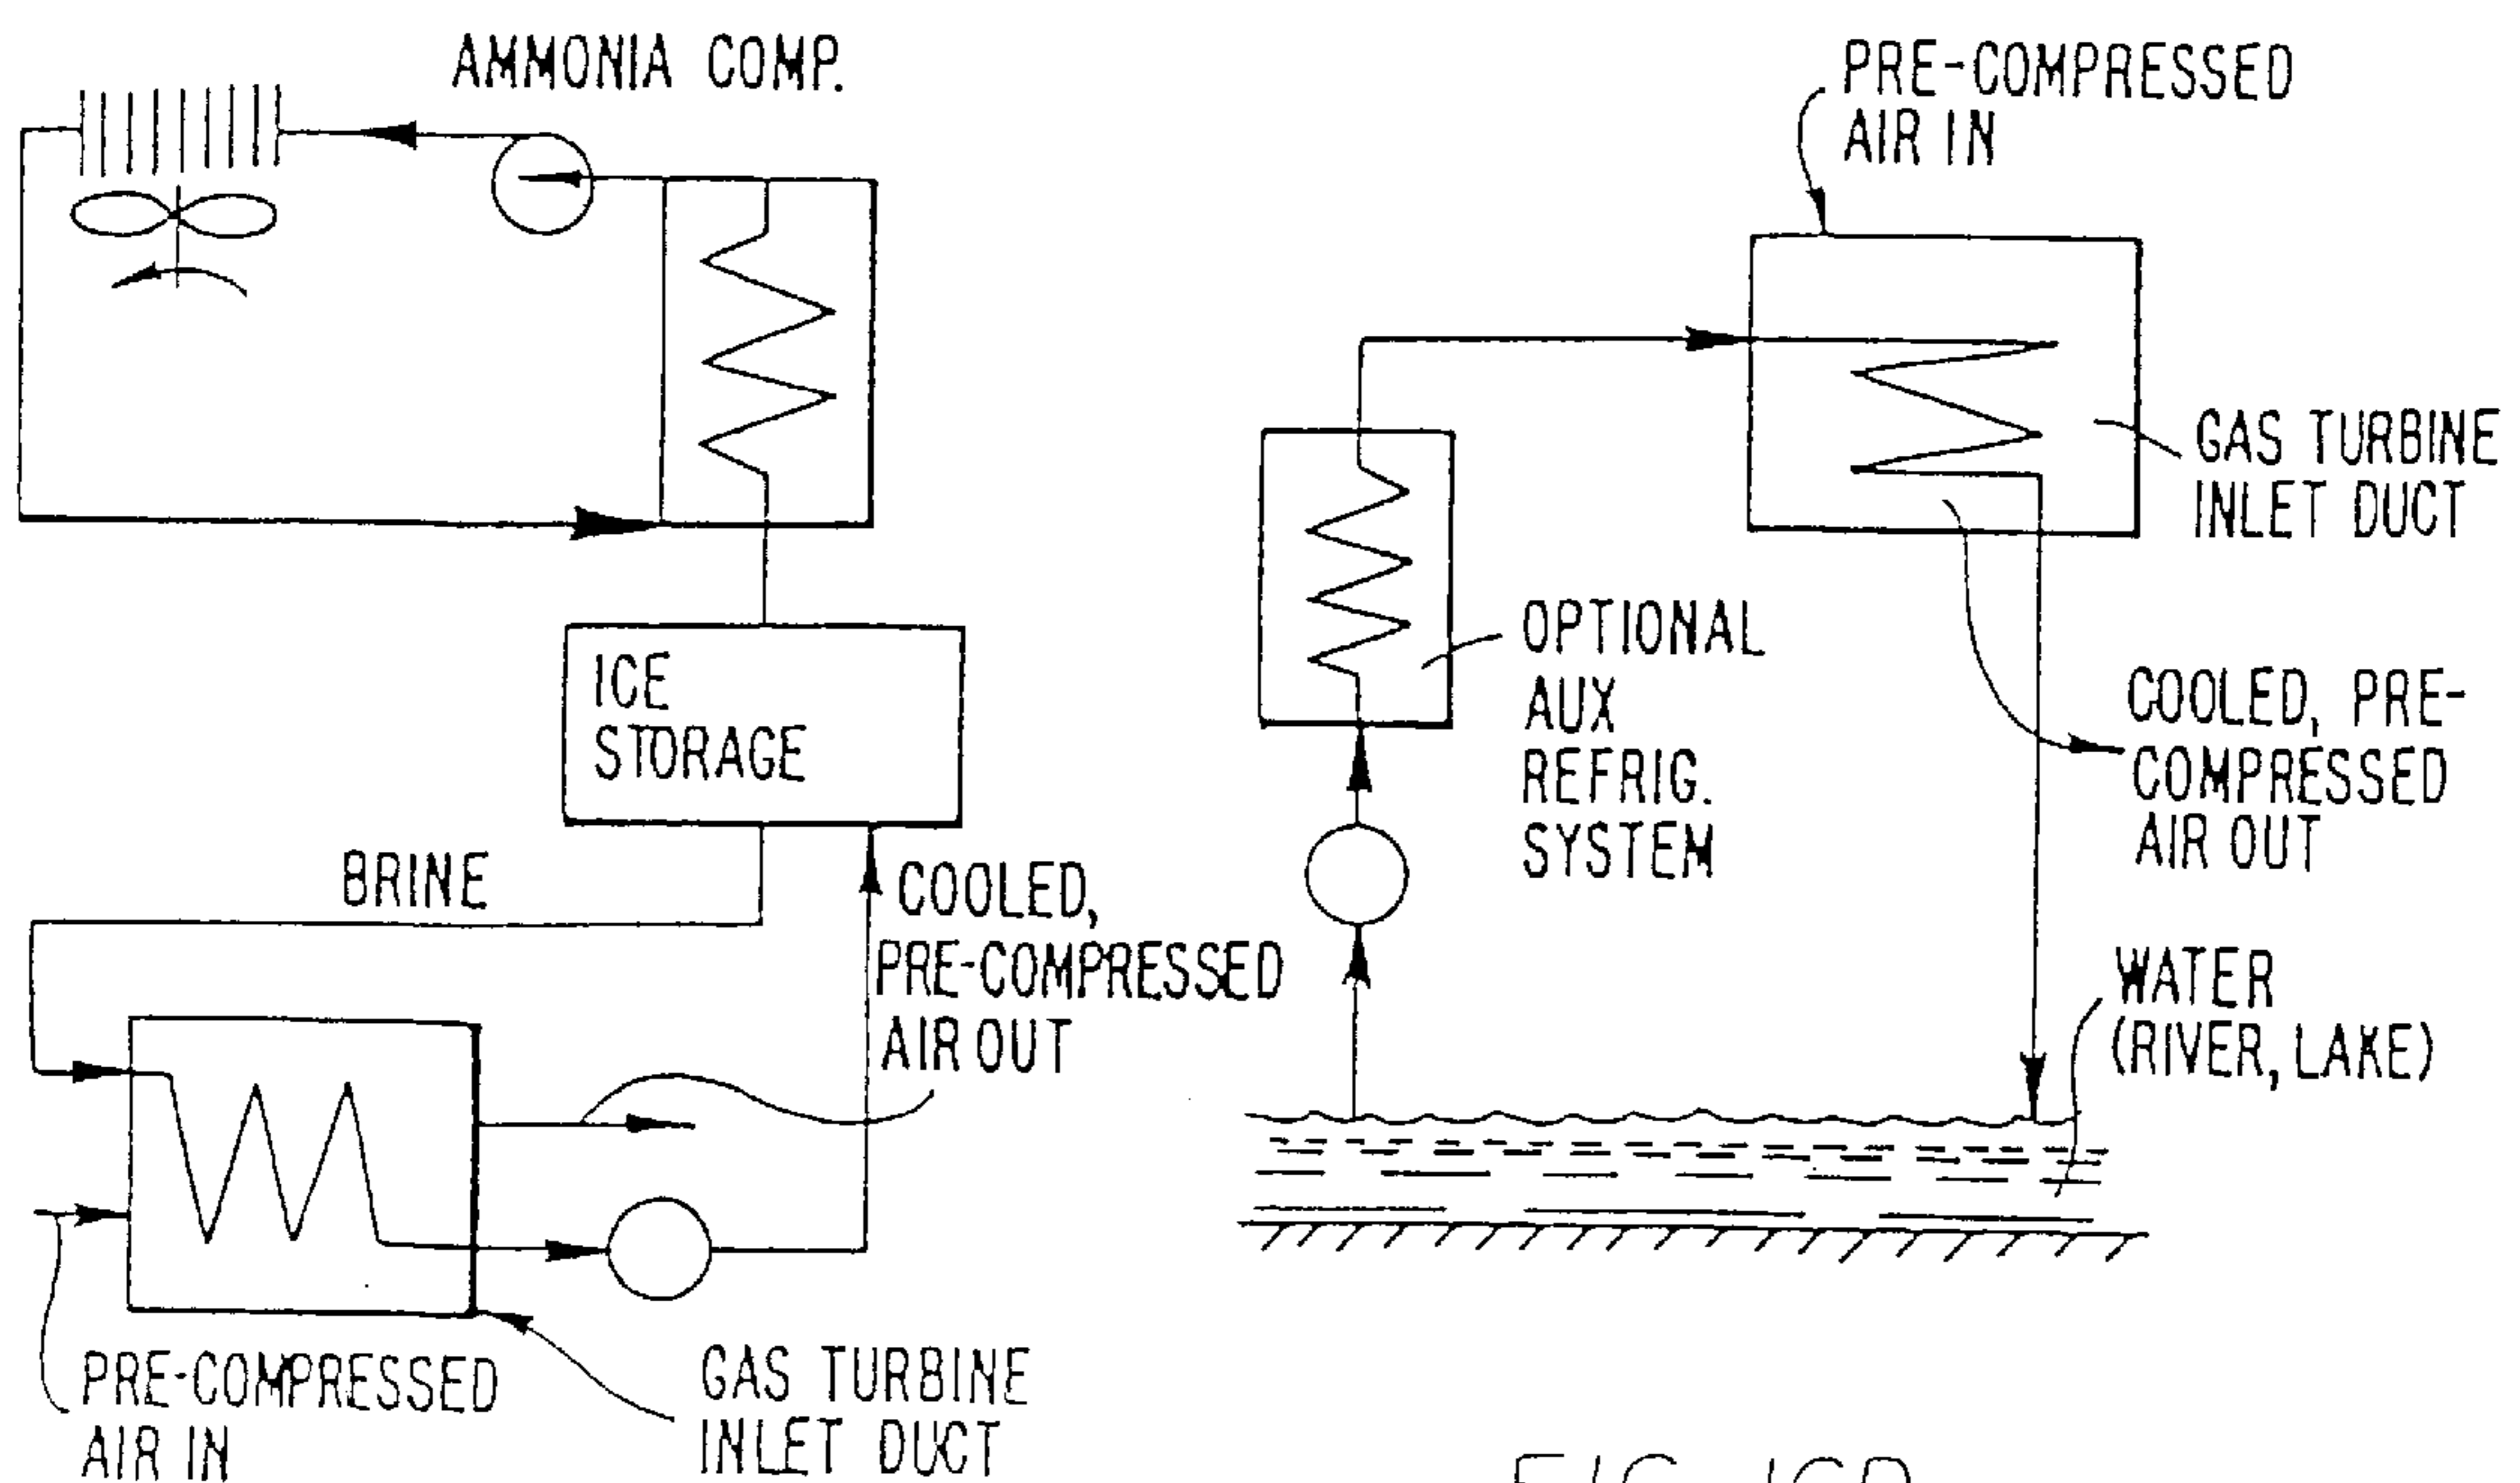 AMMONIA COMP.
ICE
STORAGE
BRINE
COOLED,
PRE-COMPRESSED
AIR OUT
PRE-COMPRESSED
AIR IN
GAS TURBINE
INLET DUCT
PRE-COMPRESSED
AIR IN
GAS TURBINE
INLET DUCT
OPTIONAL
AUX
REFRIG.
SYSTEM
COOLED, PRE-
COMPRESSED
AIR OUT
WATER
(RIVER, LAKE)